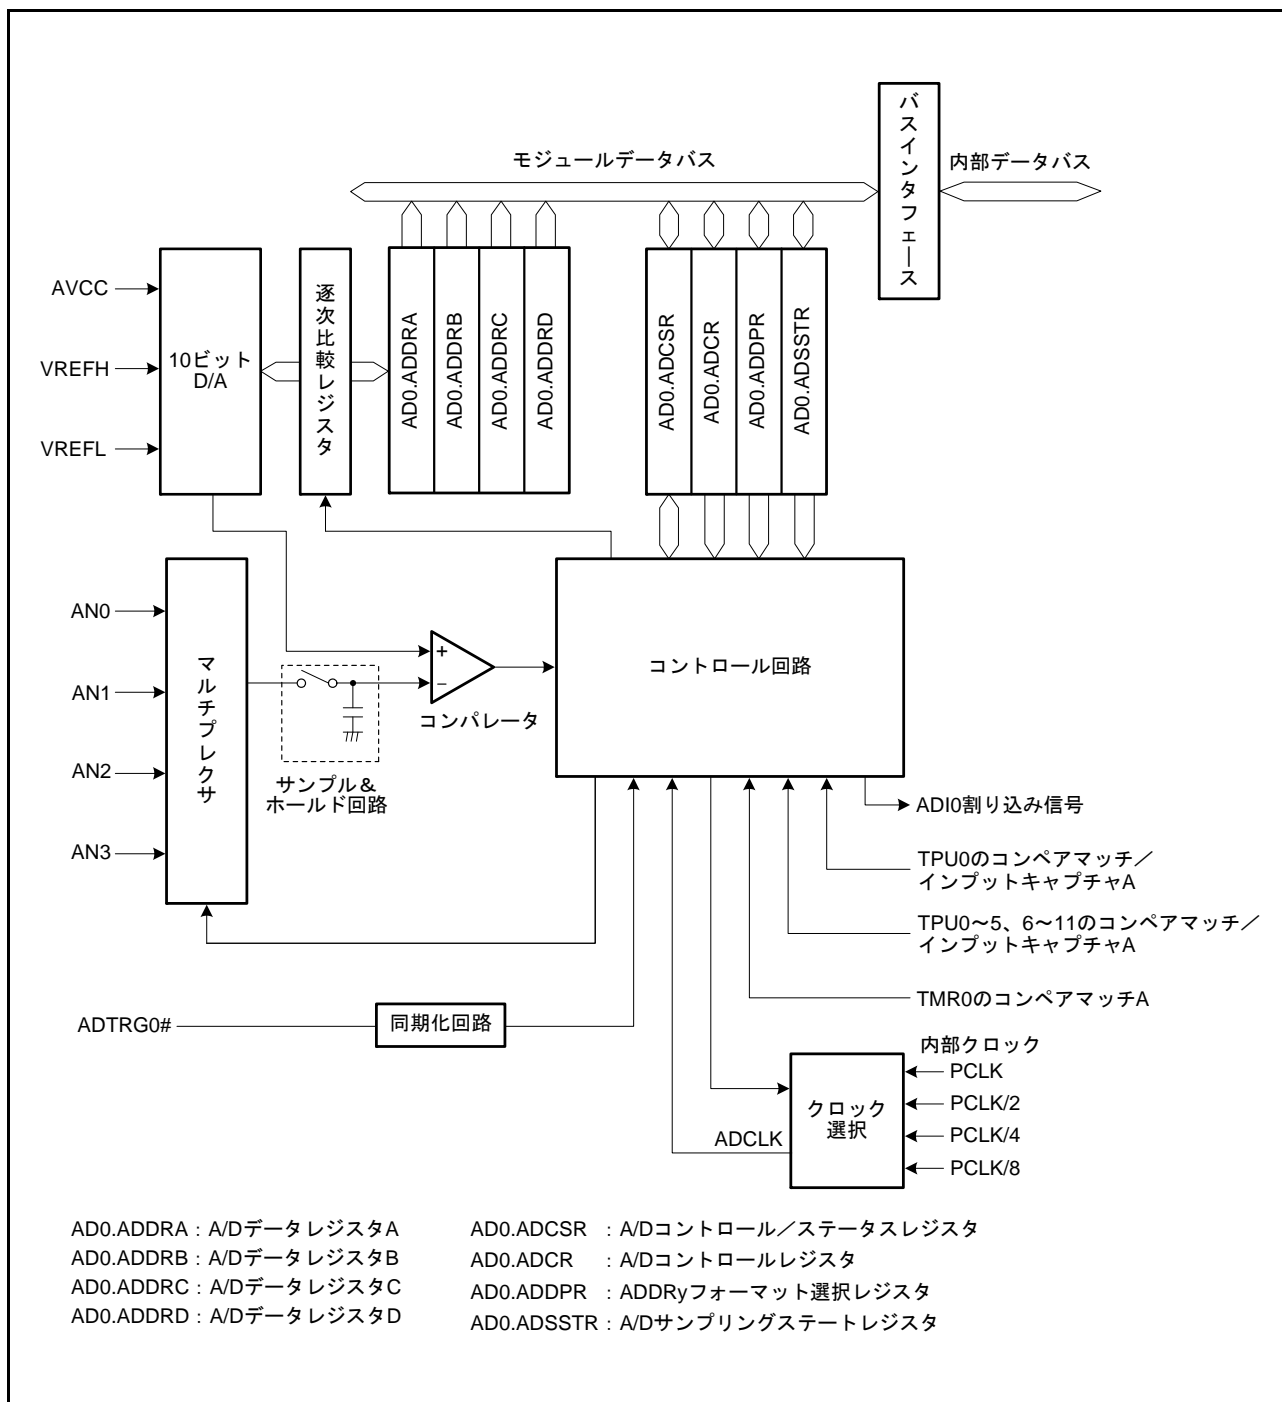 バスインタフェース
モジュールデータバス
内部データバス
AVCC
VREFH
VREFL
10ビット
D/A
逐次比較レジスタ
AD0.ADDRA
AD0.ADDRB
AD0.ADDRC
AD0.ADDRD
AD0.ADCSR
AD0.ADCR
AD0.ADDPR
AD0.ADSSTR
AN0
AN1
AN2
AN3
マルチプレクサ
サンプル&
ホールド回路
+
−
コンパレータ
コントロール回路
ADI0割り込み信号
TPU0のコンペアマッチ/
インプットキャプチャA
TPU0~5、6~11のコンペアマッチ/
インプットキャプチャA
TMR0のコンペアマッチA
ADTRG0#
同期化回路
内部クロック
PCLK
PCLK/2
PCLK/4
PCLK/8
クロック
選択
ADCLK
AD0.ADDRA:A/DデータレジスタA
AD0.ADDRB:A/DデータレジスタB
AD0.ADDRC:A/DデータレジスタC
AD0.ADDRD:A/DデータレジスタD
AD0.ADCSR :A/Dコントロール/ステータスレジスタ
AD0.ADCR :A/Dコントロールレジスタ
AD0.ADDPR :ADDRyフォーマット選択レジスタ
AD0.ADSSTR:A/Dサンプリングステートレジスタ